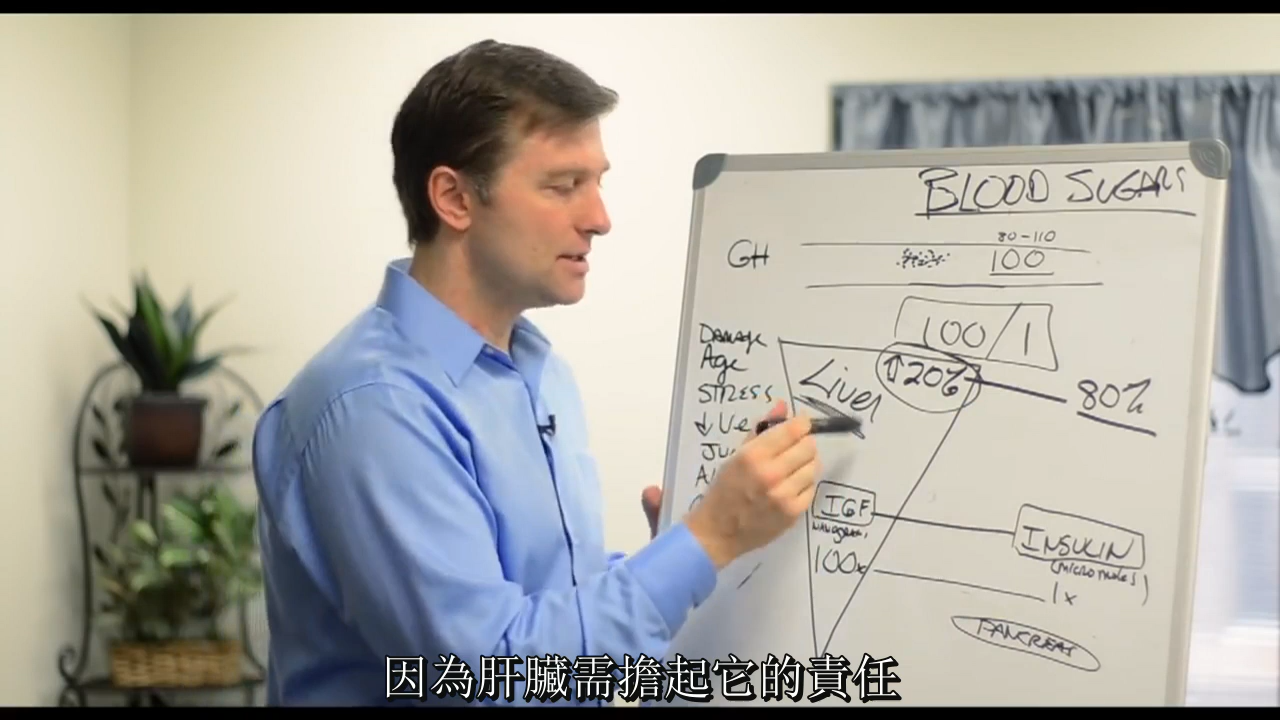 BLOOD SUGARS
80-110
GH
100
100/1
DAMAGE
Age
STRESS
↓Ve
Liver
↑20%
80%
IGF
INSULIN
100x
1x
PANCREAS
因為肝臟需擔起它的責任